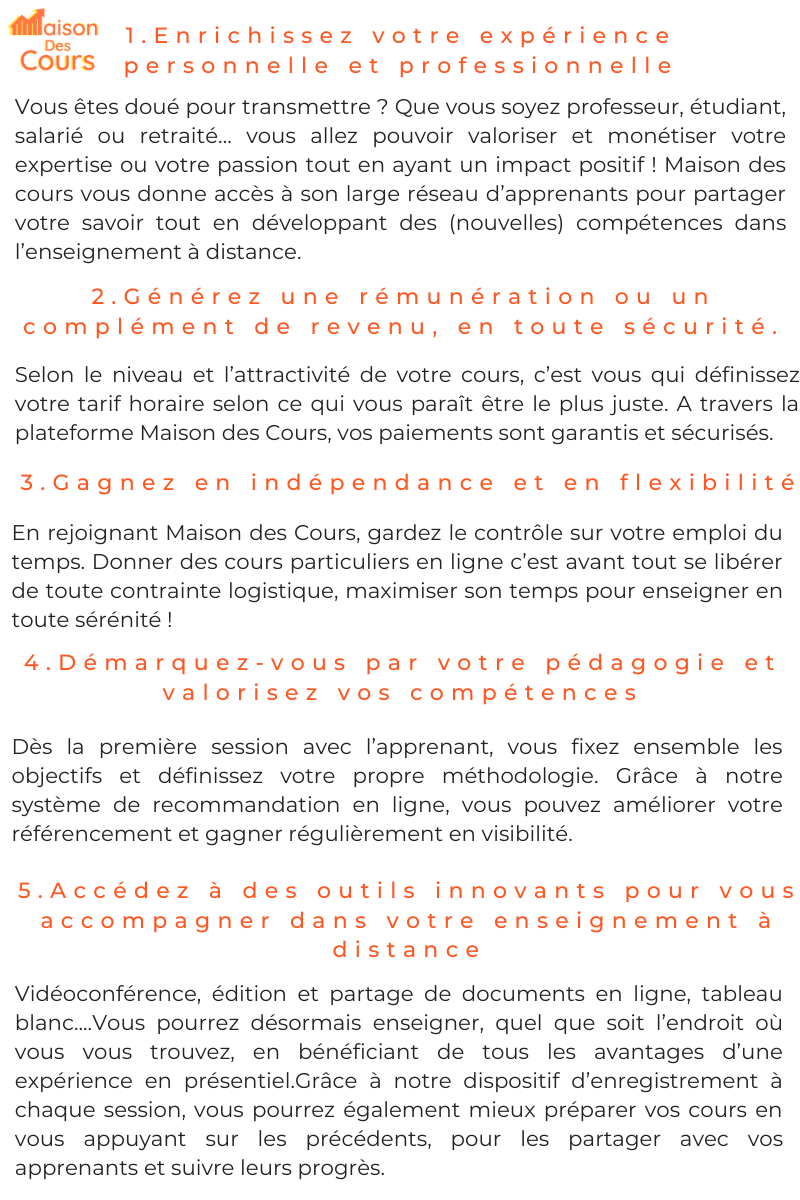 Maison
Des
Cours
1.Enrichissez votre expérience
personnelle et professionnelle
Vous êtes doué pour transmettre ? Que vous soyez professeur, étudiant,
salarié ou retraité... vous allez pouvoir valoriser et monétiser votre
expertise ou votre passion tout en ayant un impact positif ! Maison des
cours vous donne accès à son large réseau d’apprenants pour partager
votre savoir tout en développant des (nouvelles) compétences dans
l’enseignement à distance.
2.Générez une rémunération ou un
complément de revenu, en toute sécurité.
Selon le niveau et l’attractivité de votre cours, c’est vous qui définissez
votre tarif horaire selon ce qui vous paraît être le plus juste. A travers la
plateforme Maison des Cours, vos paiements sont garantis et sécurisés.
3.Gagnez en indépendance et en flexibilité
En rejoignant Maison des Cours, gardez le contrôle sur votre emploi du
temps. Donner des cours particuliers en ligne c’est avant tout se libérer
de toute contrainte logistique, maximiser son temps pour enseigner en
toute sérénité !
4.Démarquez-vous par votre pédagogie et
valorisez vos compétences
Dès la première session avec l’apprenant, vous fixez ensemble les
objectifs et définissez votre propre méthodologie. Grâce à notre
système de recommandation en ligne, vous pouvez améliorer votre
référencement et gagner régulièrement en visibilité.
5.Accédez à des outils innovants pour vous
accompagner dans votre enseignement à
distance
Vidéoconférence, édition et partage de documents en ligne, tableau
blanc....Vous pourrez désormais enseigner, quel que soit l’endroit où
vous vous trouvez, en bénéficiant de tous les avantages d’une
expérience en présentiel.Grâce à notre dispositif d’enregistrement à
chaque session, vous pourrez également mieux préparer vos cours en
vous appuyant sur les précédents, pour les partager avec vos
apprenants et suivre leurs progrès.